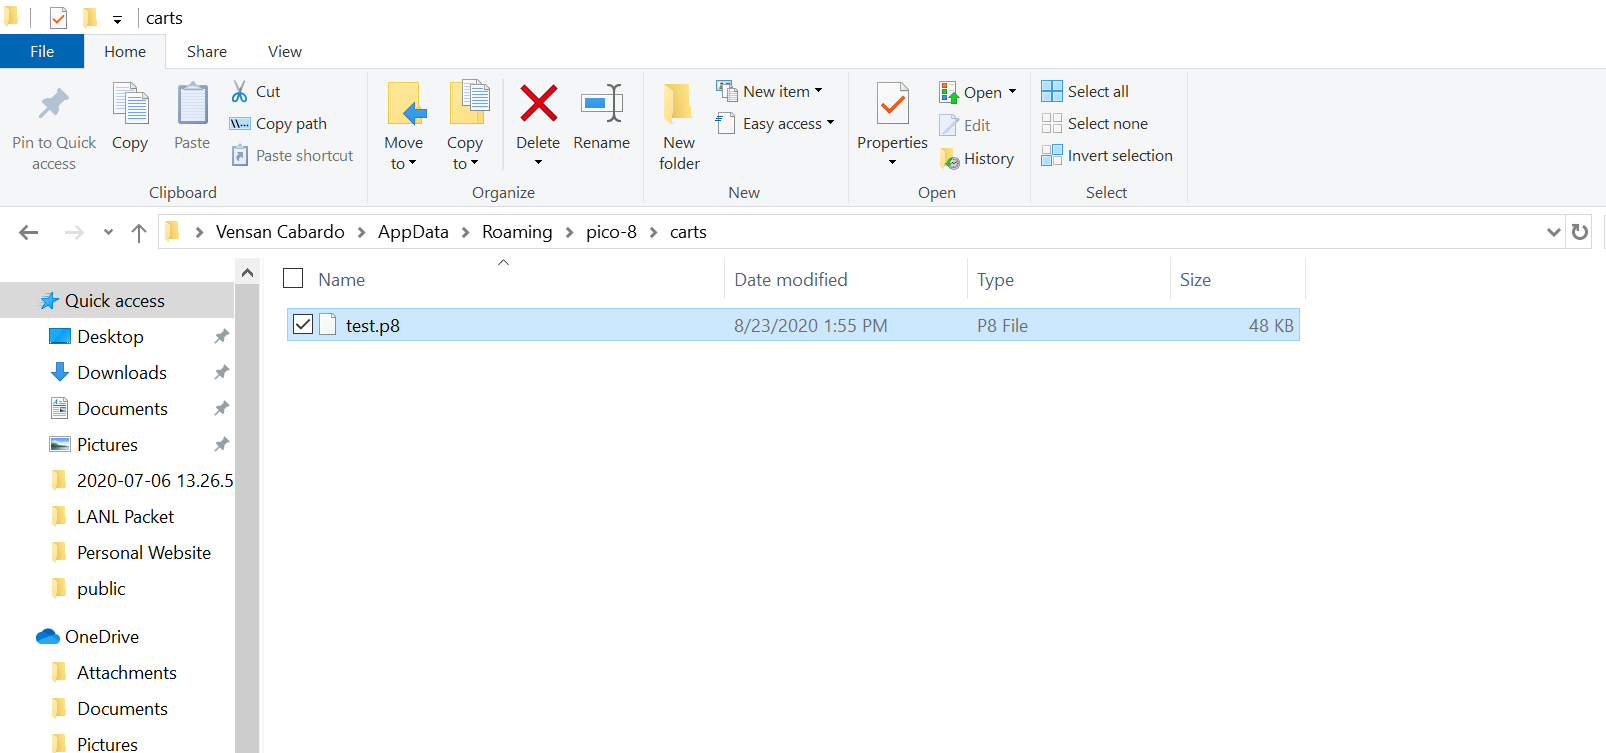 carts
File Home Share View
Pin to Quick access
Copy
Paste
Cut
Copy path
Paste shortcut
Clipboard
Move to
Copy to
Delete
Rename
Organize
New folder
New item
Easy access
New
Properties
Open
Edit
History
Open
Select all
Select none
Invert selection
Select
Vensan Cabardo AppData Roaming pico-8 carts
Name Date modified Type Size
test.p8 8/23/2020 1:55 PM P8 File 48 KB
Quick access
Desktop
Downloads
Documents
Pictures
2020-07-06 13.26.5
LANL Packet
Personal Website
public
OneDrive
Attachments
Documents
Pictures